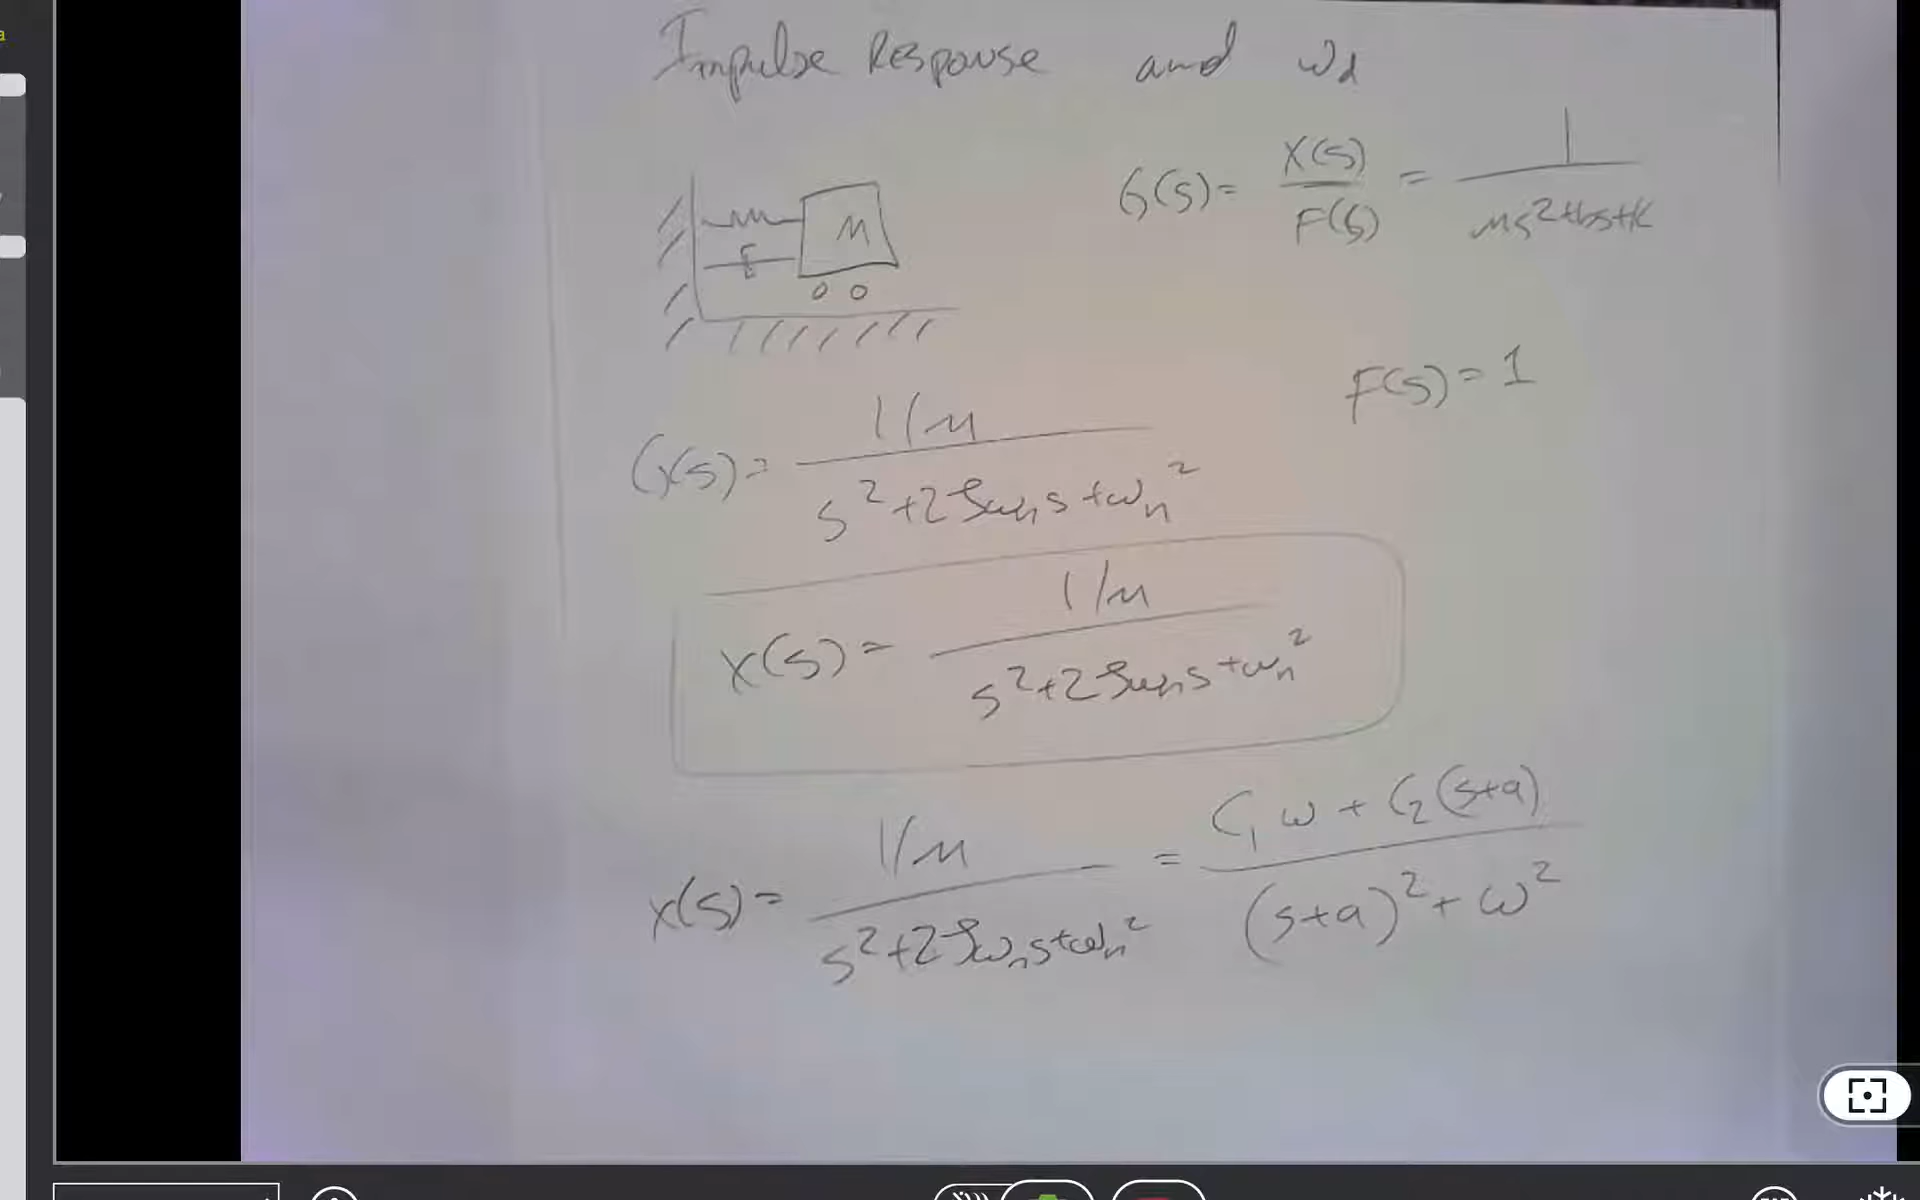 Impulse Response and ωd
G(s) = X(s)/F(s) = 1/(ms²+bs+k)
M
F(s) = 1
G(s) = (1/m)/(s²+2ζωns+ωn²)
X(s) = (1/m)/(s²+2ζωns+ωn²)
X(s) = (1/m)/(s²+2ζωns+ωn²) = (C₁ω + C₂(s+a))/((s+a)²+ω²)